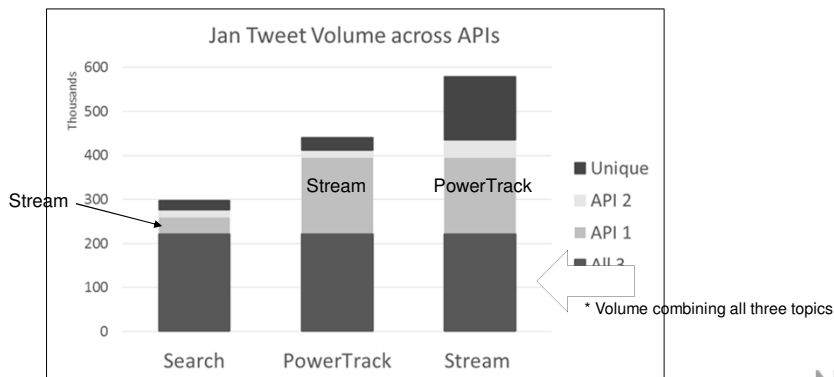 Jan Tweet Volume across APIs
Thousands
600
500
400
300
200
100
0
Stream
Stream
PowerTrack
Unique
API 2
API 1
All 3
* Volume combining all three topics
Search
PowerTrack
Stream